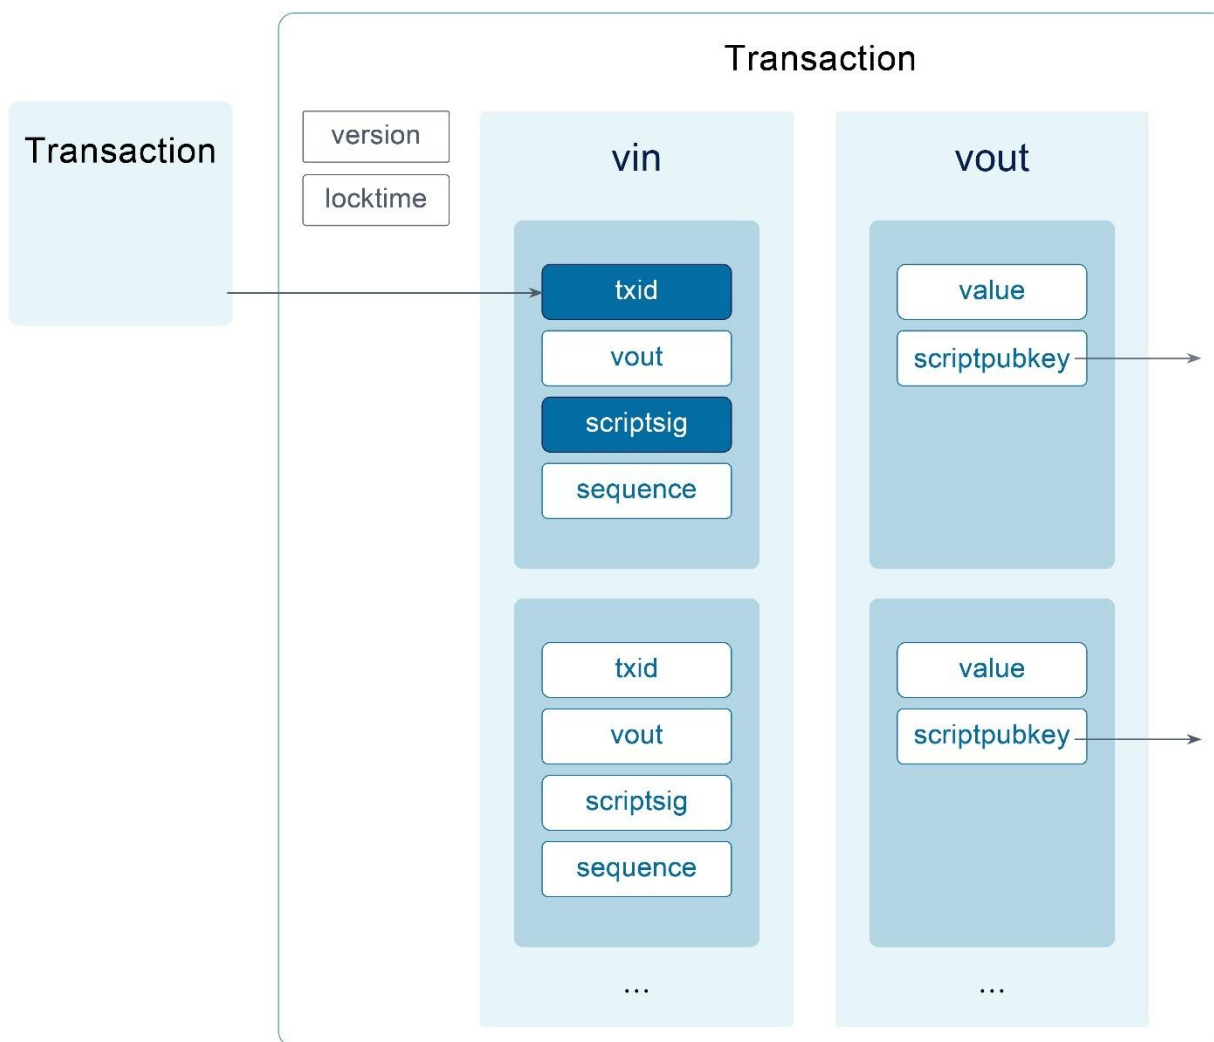 Transaction
Transaction
version
locktime
vin
txid
vout
scriptsig
sequence
txid
vout
scriptsig
sequence
...
vout
value
scriptpubkey
value
scriptpubkey
...